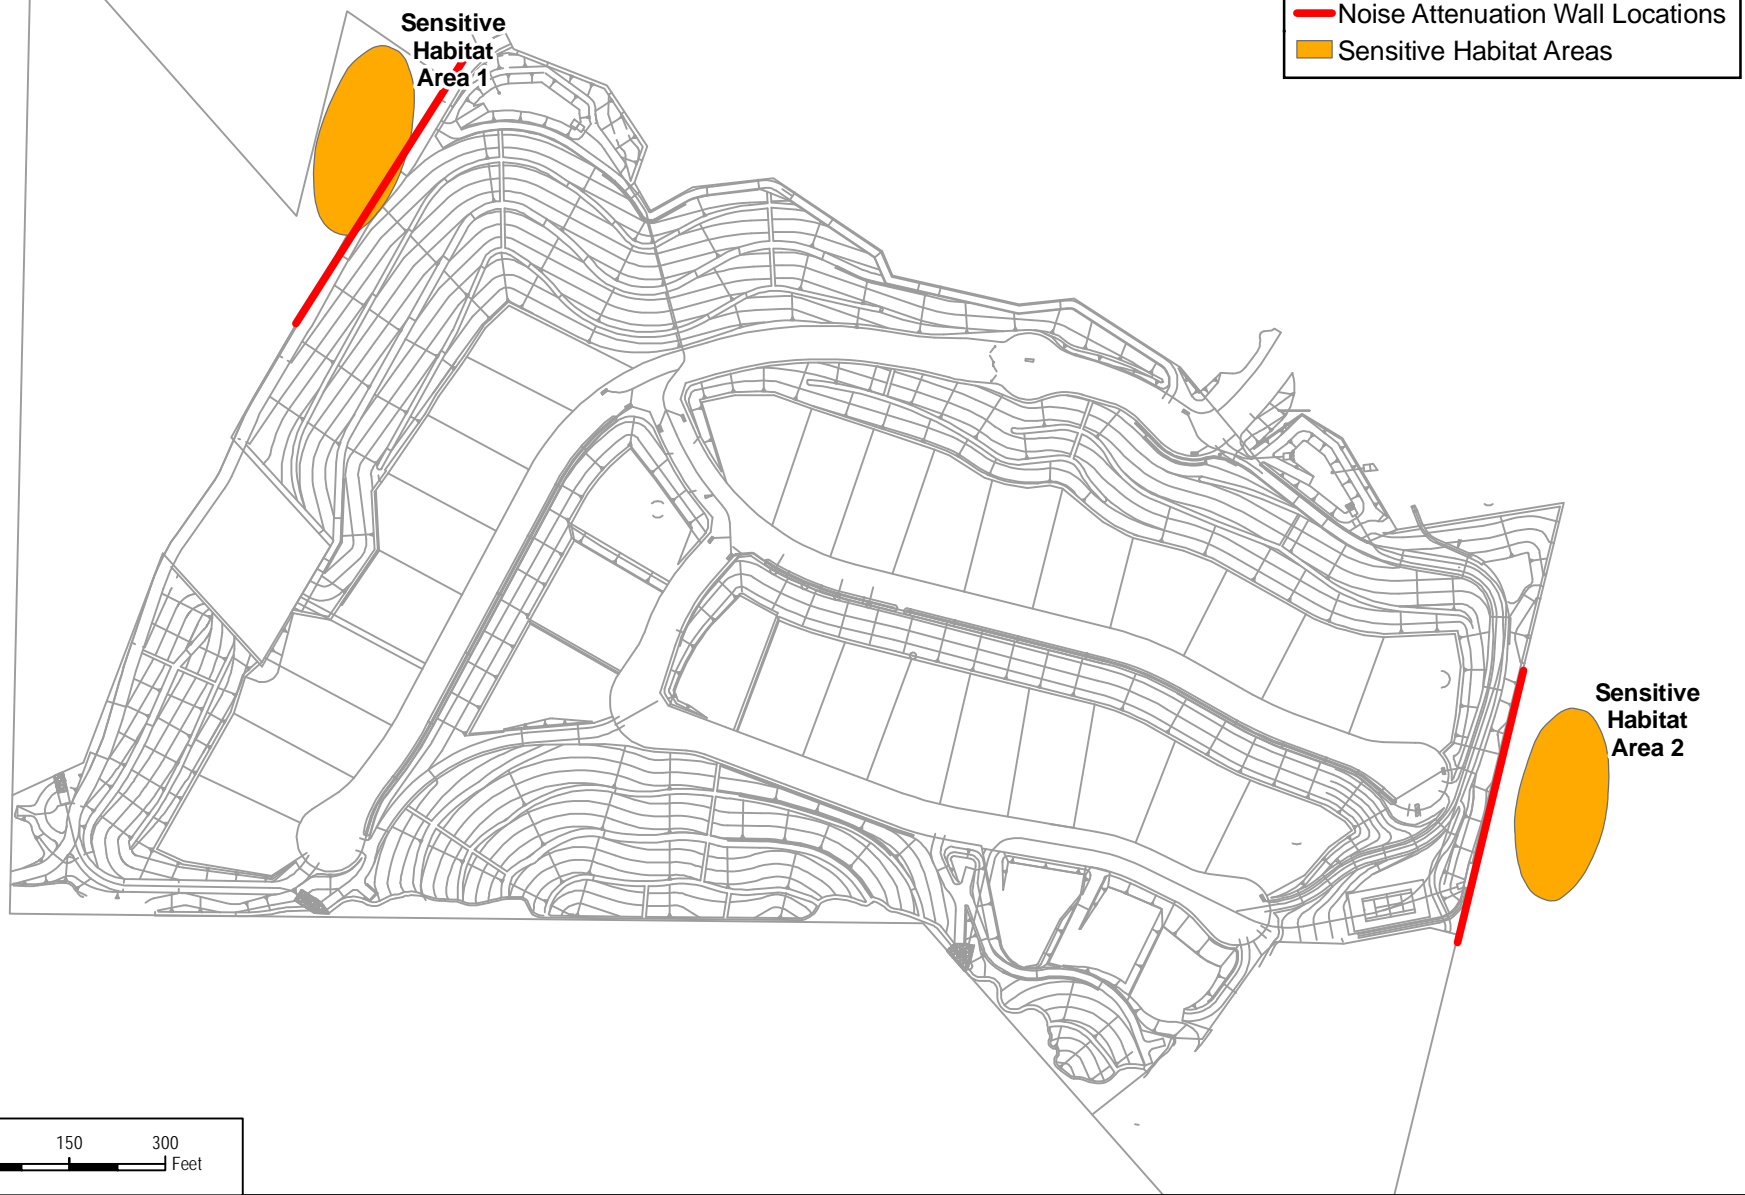 Noise Attenuation Wall Locations
Sensitive Habitat Areas
Sensitive
Habitat
Area 1
Sensitive
Habitat
Area 2
150 300
Feet